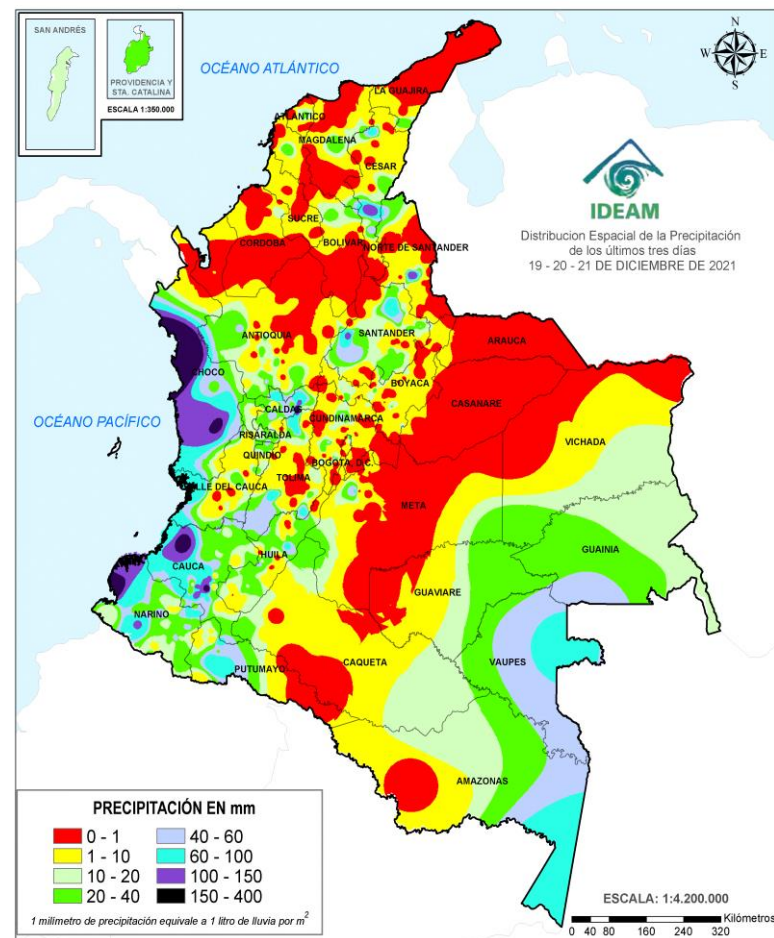 SAN ANDRÉS
PROVIDENCIA Y
STA. CATALINA
ESCALA 1:350.000
OCÉANO ATLÁNTICO
N
W E
S
IDEAM
Distribucion Espacial de la Precipitación
de los últimos tres días
19 - 20 - 21 DE DICIEMBRE DE 2021
LA GUAJIRA
ATLANTICO
MAGDALENA
CESAR
SUCRE
CORDOBA
BOLIVAR
NORTE DE SANTANDER
ANTIOQUIA
SANTANDER
ARAUCA
CHOCO
BOYACA
OCÉANO PACÍFICO
CALDAS
CUNDINAMARCA
CASANARE
RISARALDA
VICHADA
QUINDIO
BOGOTA, D.C.
TOLIMA
VALLE DEL CAUCA
META
GUAINIA
HUILA
CAUCA
GUAVIARE
NARIÑO
VAUPES
CAQUETA
PUTUMAYO
AMAZONAS
PRECIPITACIÓN EN mm
0 - 1 40 - 60
1 - 10 60 - 100
10 - 20 100 - 150
20 - 40 150 - 400
1 milímetro de precipitación equivale a 1 litro de lluvia por m2
ESCALA: 1:4.200.000
Kilómetros
0 40 80 160 240 320